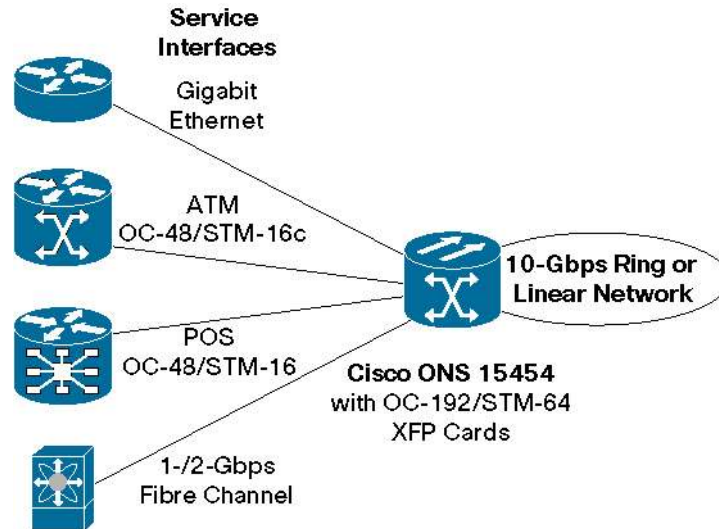 Service
Interfaces
Gigabit
Ethernet
ATM
OC-48/STM-16c
10-Gbps Ring or
Linear Network
POS
OC-48/STM-16
Cisco ONS 15454
with OC-192/STM-64
XFP Cards
1-/2-Gbps
Fibre Channel